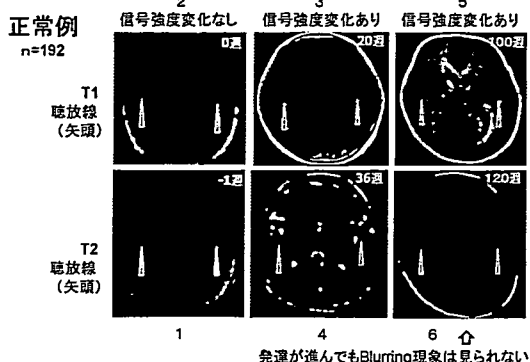 正常例
n=192
2
信号強度変化なし
3
信号強度変化あり
5
信号強度変化あり
T1
聴放線
(矢頭)
0週
20週
100週
T2
聴放線
(矢頭)
-1週
36週
120週
1
4
6
発達が進んでもBlurring現象は見られない